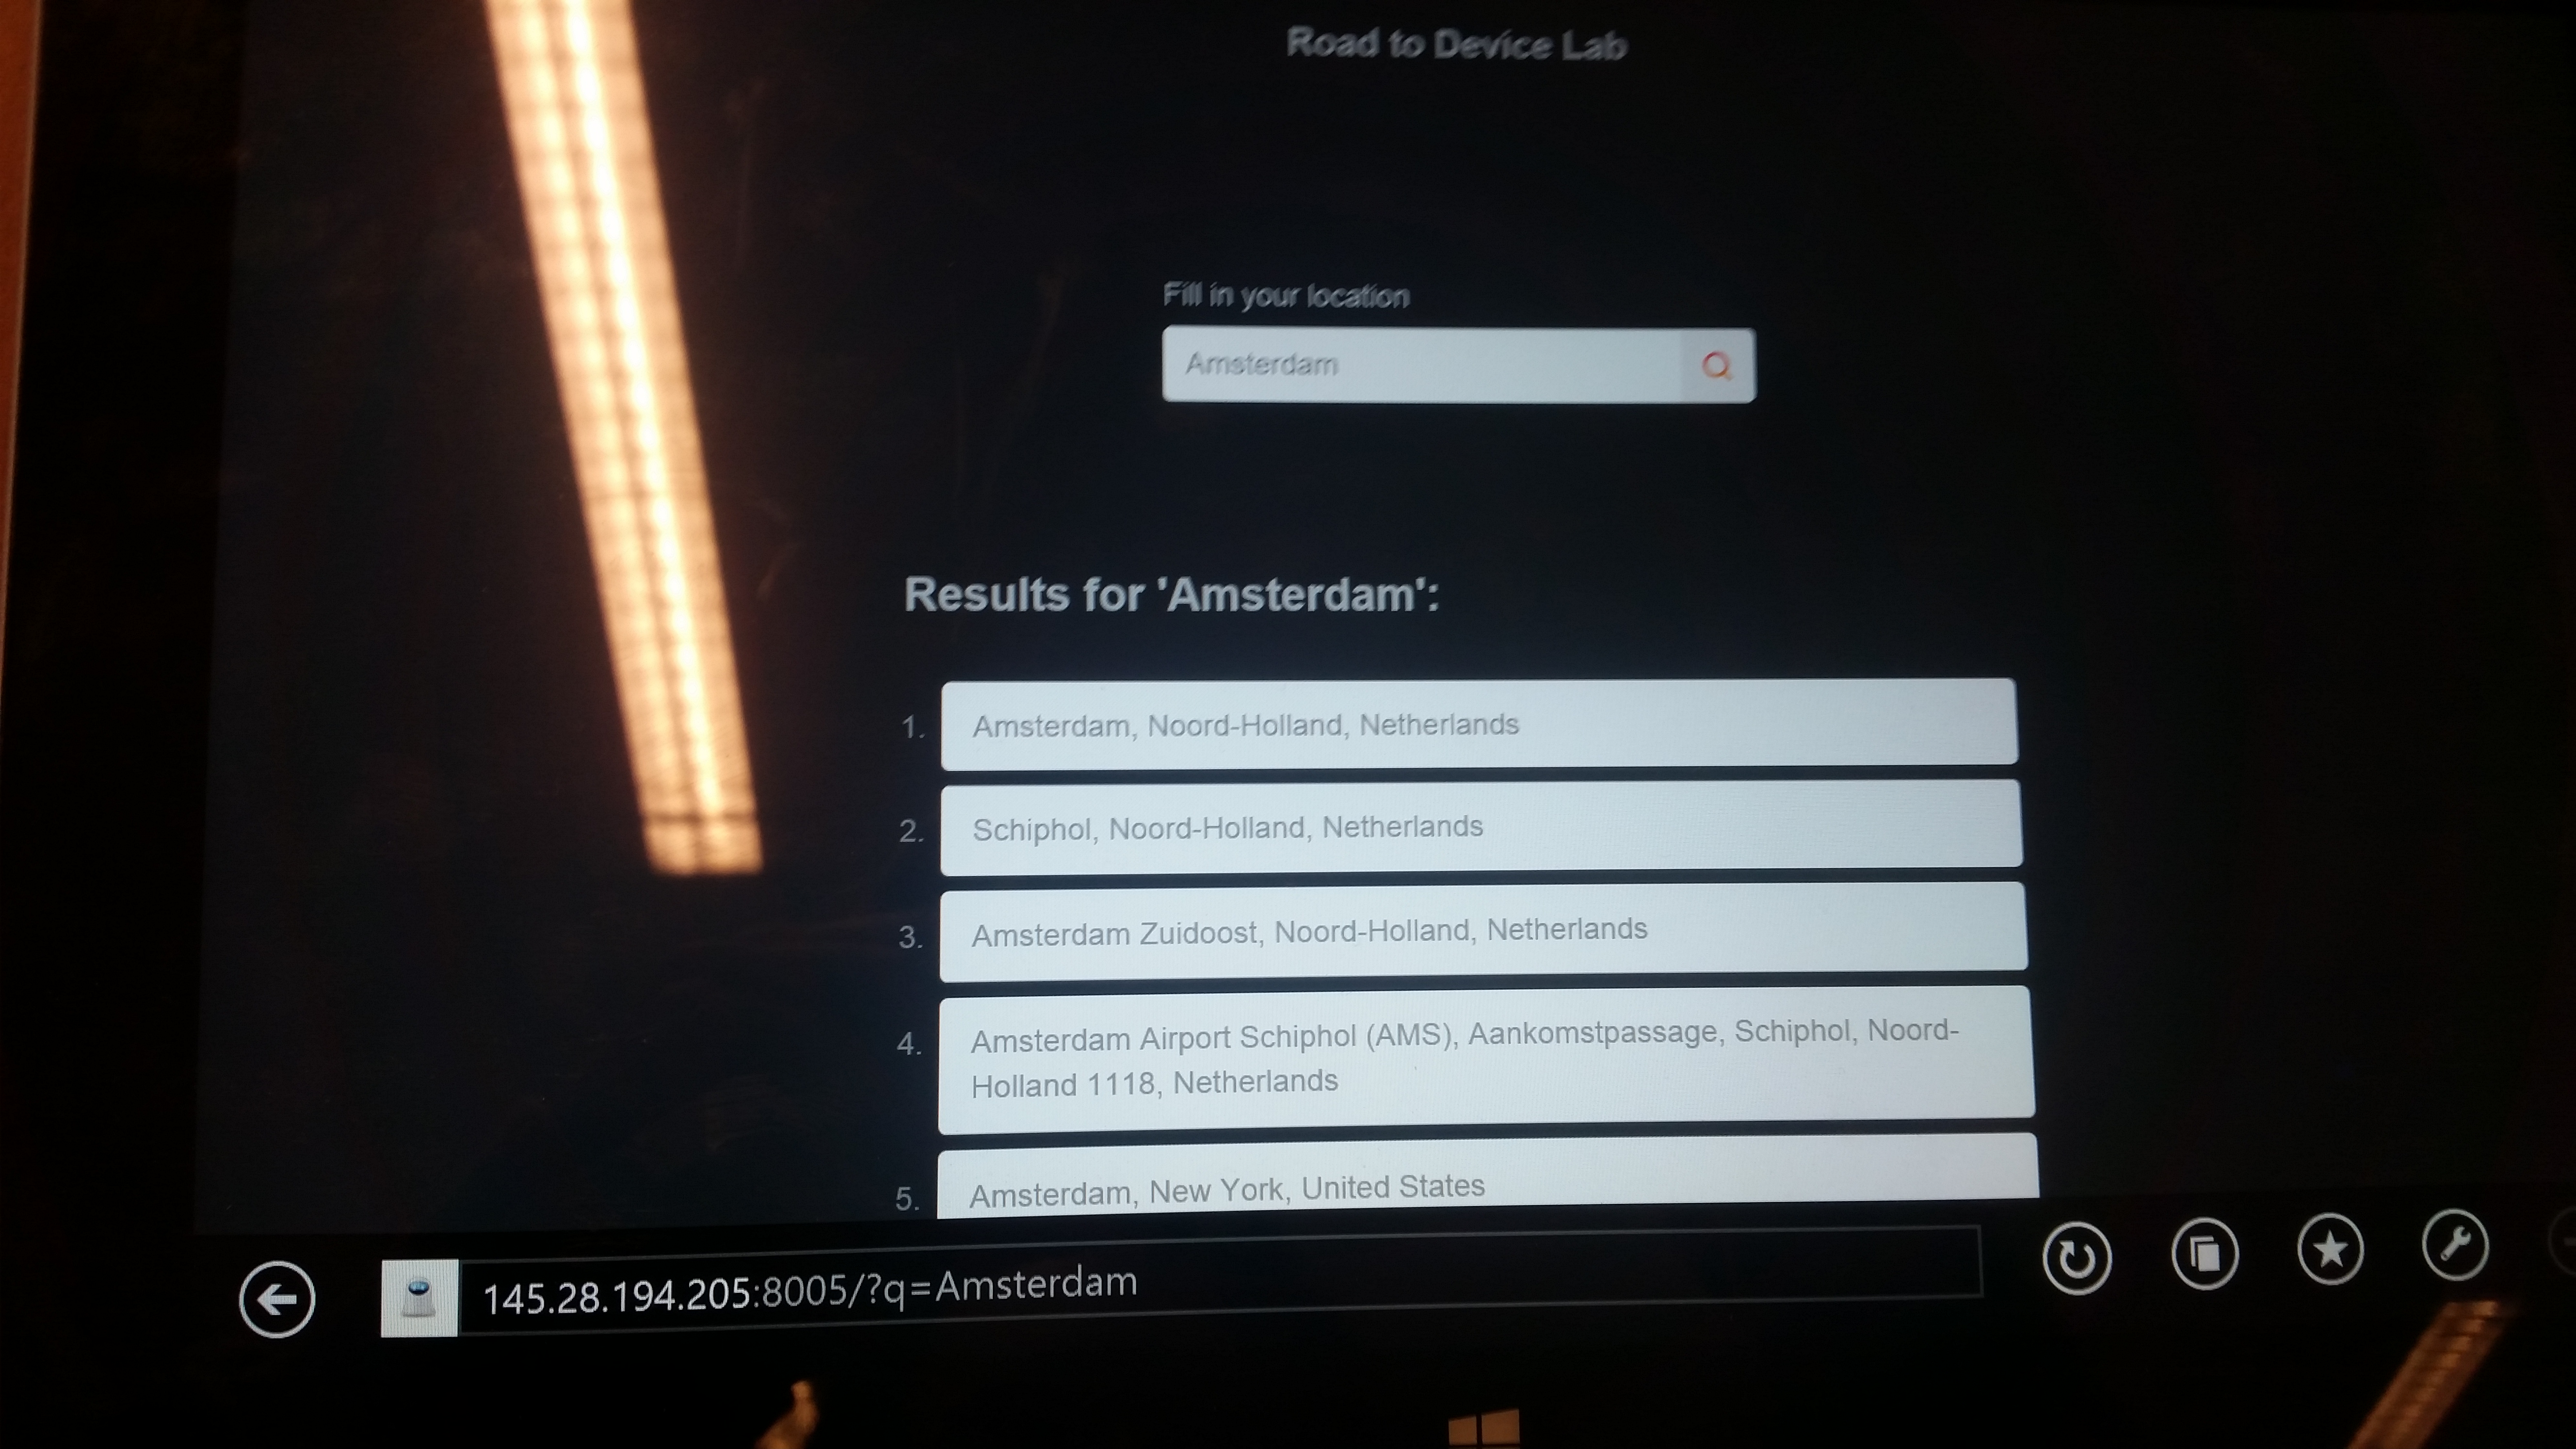 Road to Device Lab
Fill in your location
Amsterdam
Results for 'Amsterdam':
1. Amsterdam, Noord-Holland, Netherlands
2. Schiphol, Noord-Holland, Netherlands
3. Amsterdam Zuidoost, Noord-Holland, Netherlands
4. Amsterdam Airport Schiphol (AMS), Aankomstpassage, Schiphol, Noord-
Holland 1118, Netherlands
5. Amsterdam, New York, United States
145.28.194.205:8005/?q=Amsterdam